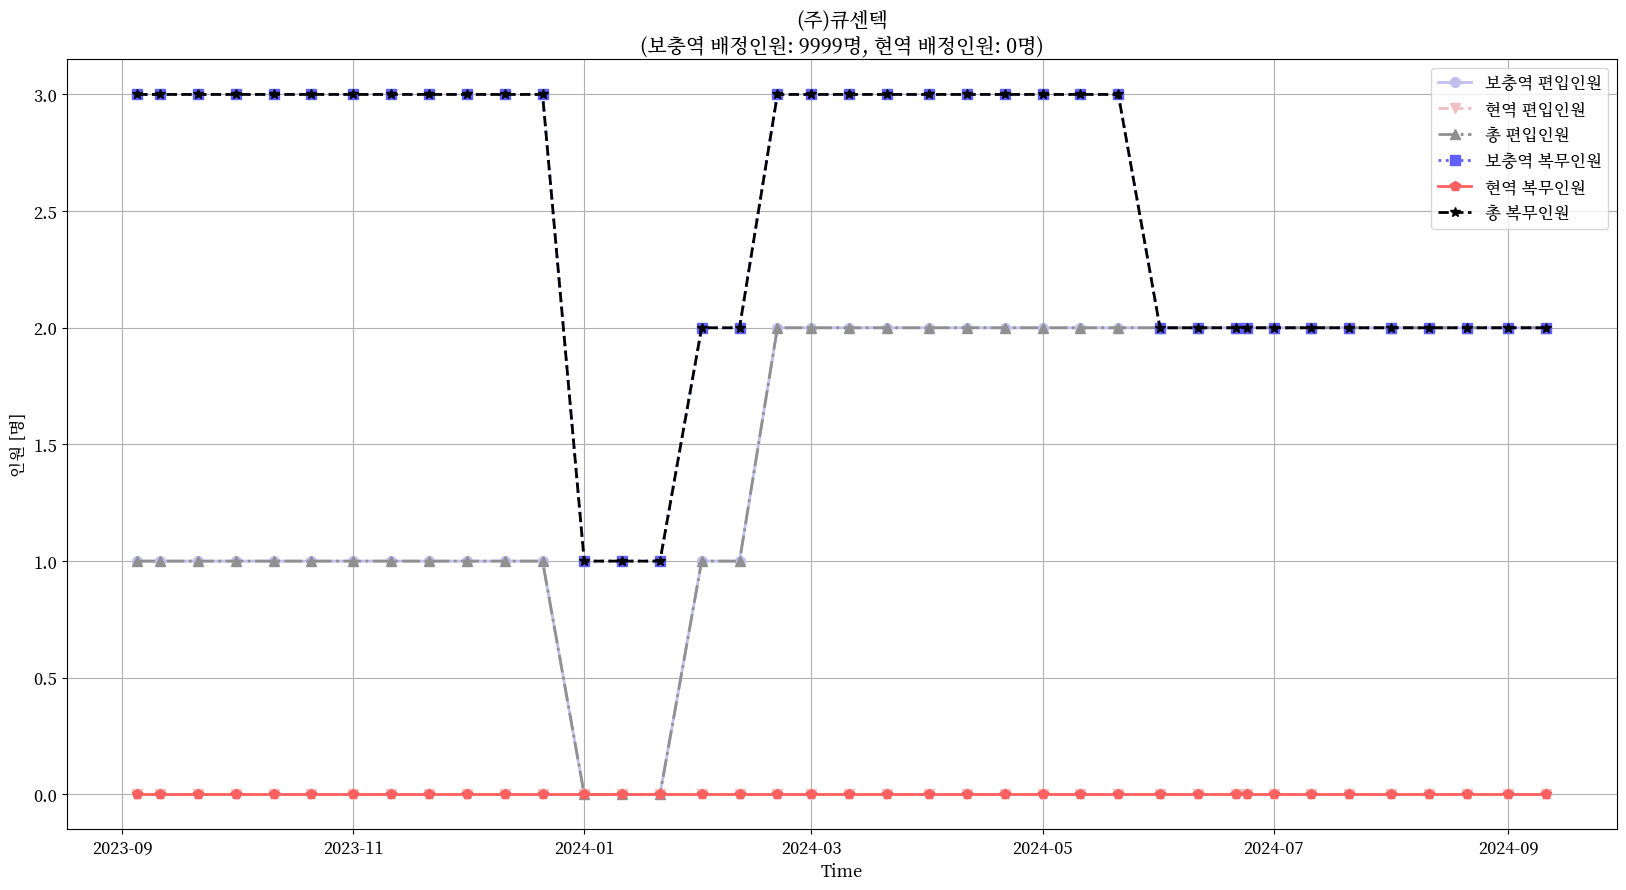 (주)큐센텍
(보충역 배정인원: 9999명, 현역 배정인원: 0명)
보충역 편입인원
현역 편입인원
총 편입인원
보충역 복무인원
현역 복무인원
총 복무인원
3.0
2.5
2.0
1.5
1.0
0.5
0.0
인원 [명]
2023-09
2023-11
2024-01
2024-03
2024-05
2024-07
2024-09
Time